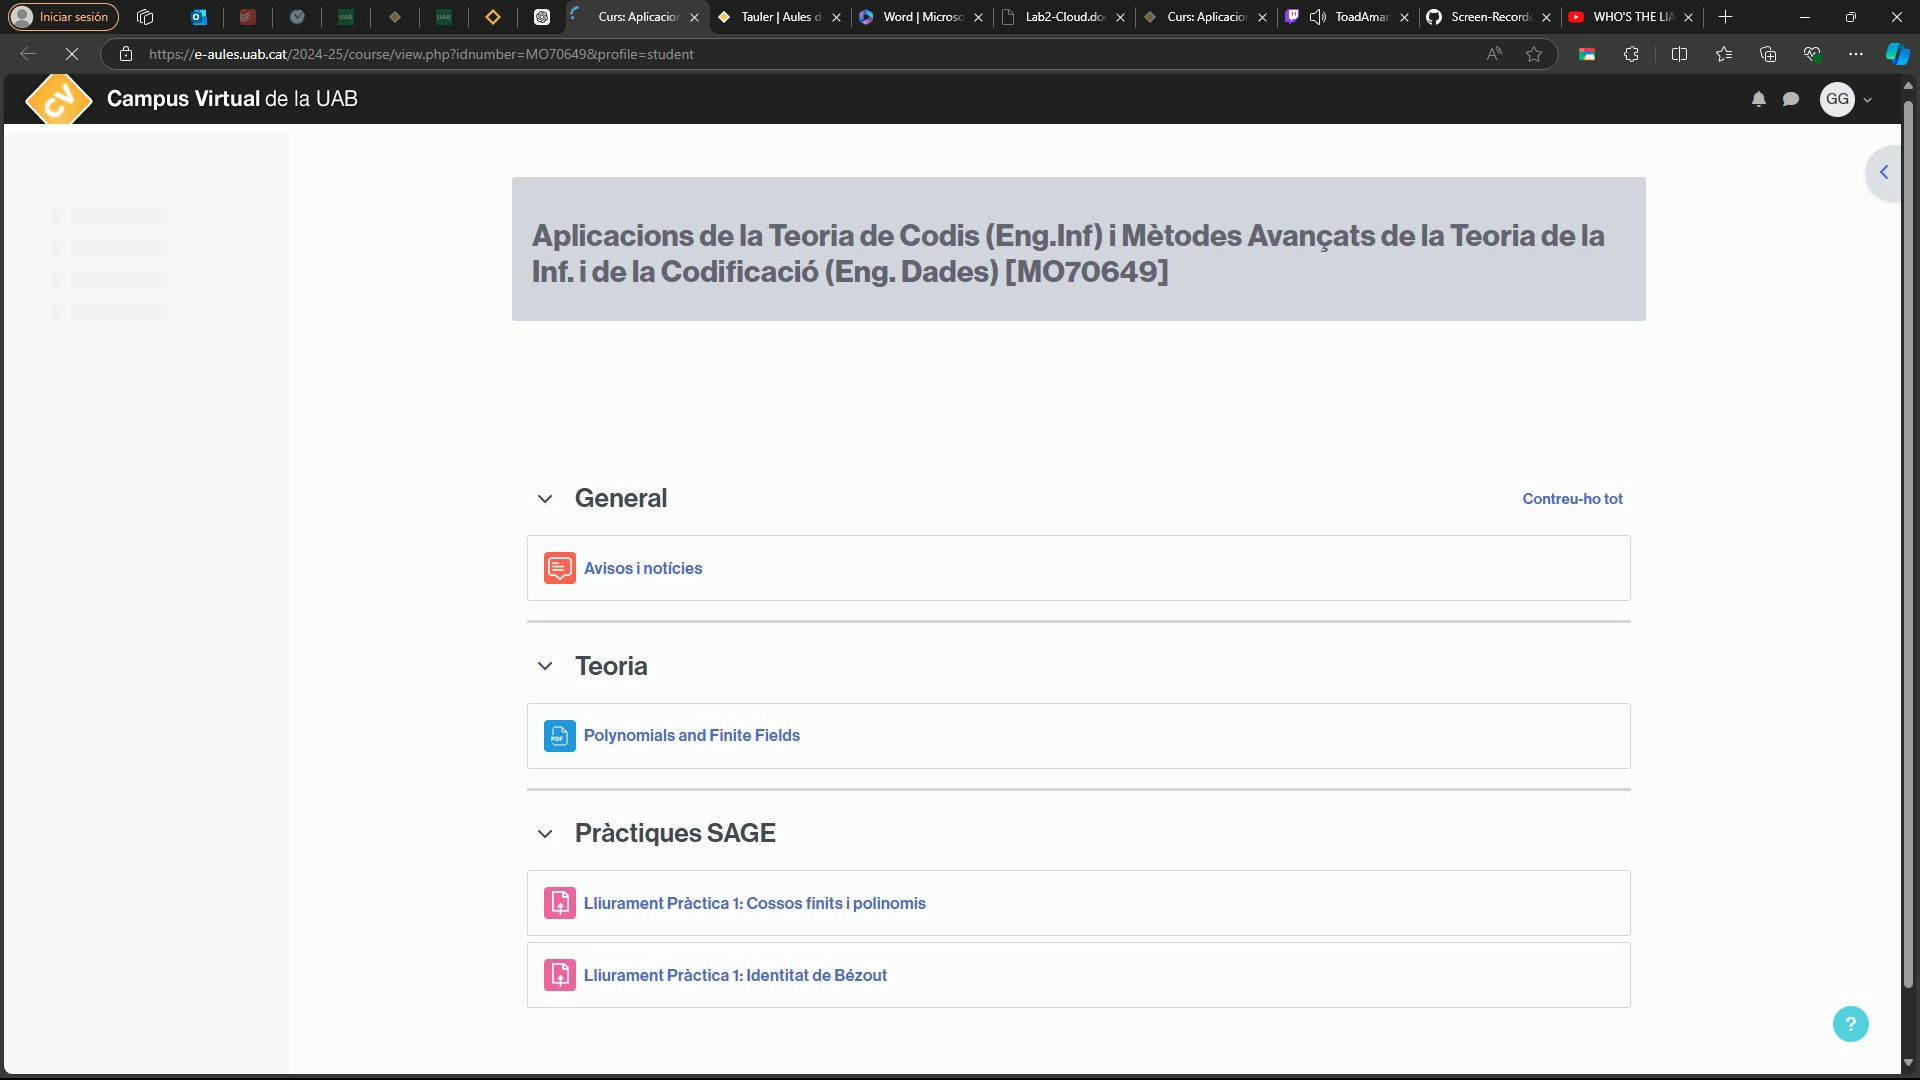 Iniciar sesión
UAB
UAB
Curs: Aplicacion
Tauler | Aules d
Word | Microso
Lab2-Cloud.do
Curs: Aplicacion
ToadAmar
Screen-Record
WHO'S THE LIA
https://e-aules.uab.cat/2024-25/course/view.php?idnumber=MO70649&profile=student
CV
Campus Virtual de la UAB
GG
Aplicacions de la Teoria de Codis (Eng.Inf) i Mètodes Avançats de la Teoria de la
Inf. i de la Codificació (Eng. Dades) [MO70649]
General
Contreu-ho tot
Avisos i notícies
Teoria
PDF
Polynomials and Finite Fields
Pràctiques SAGE
Lliurament Pràctica 1: Cossos finits i polinomis
Lliurament Pràctica 1: Identitat de Bézout
?